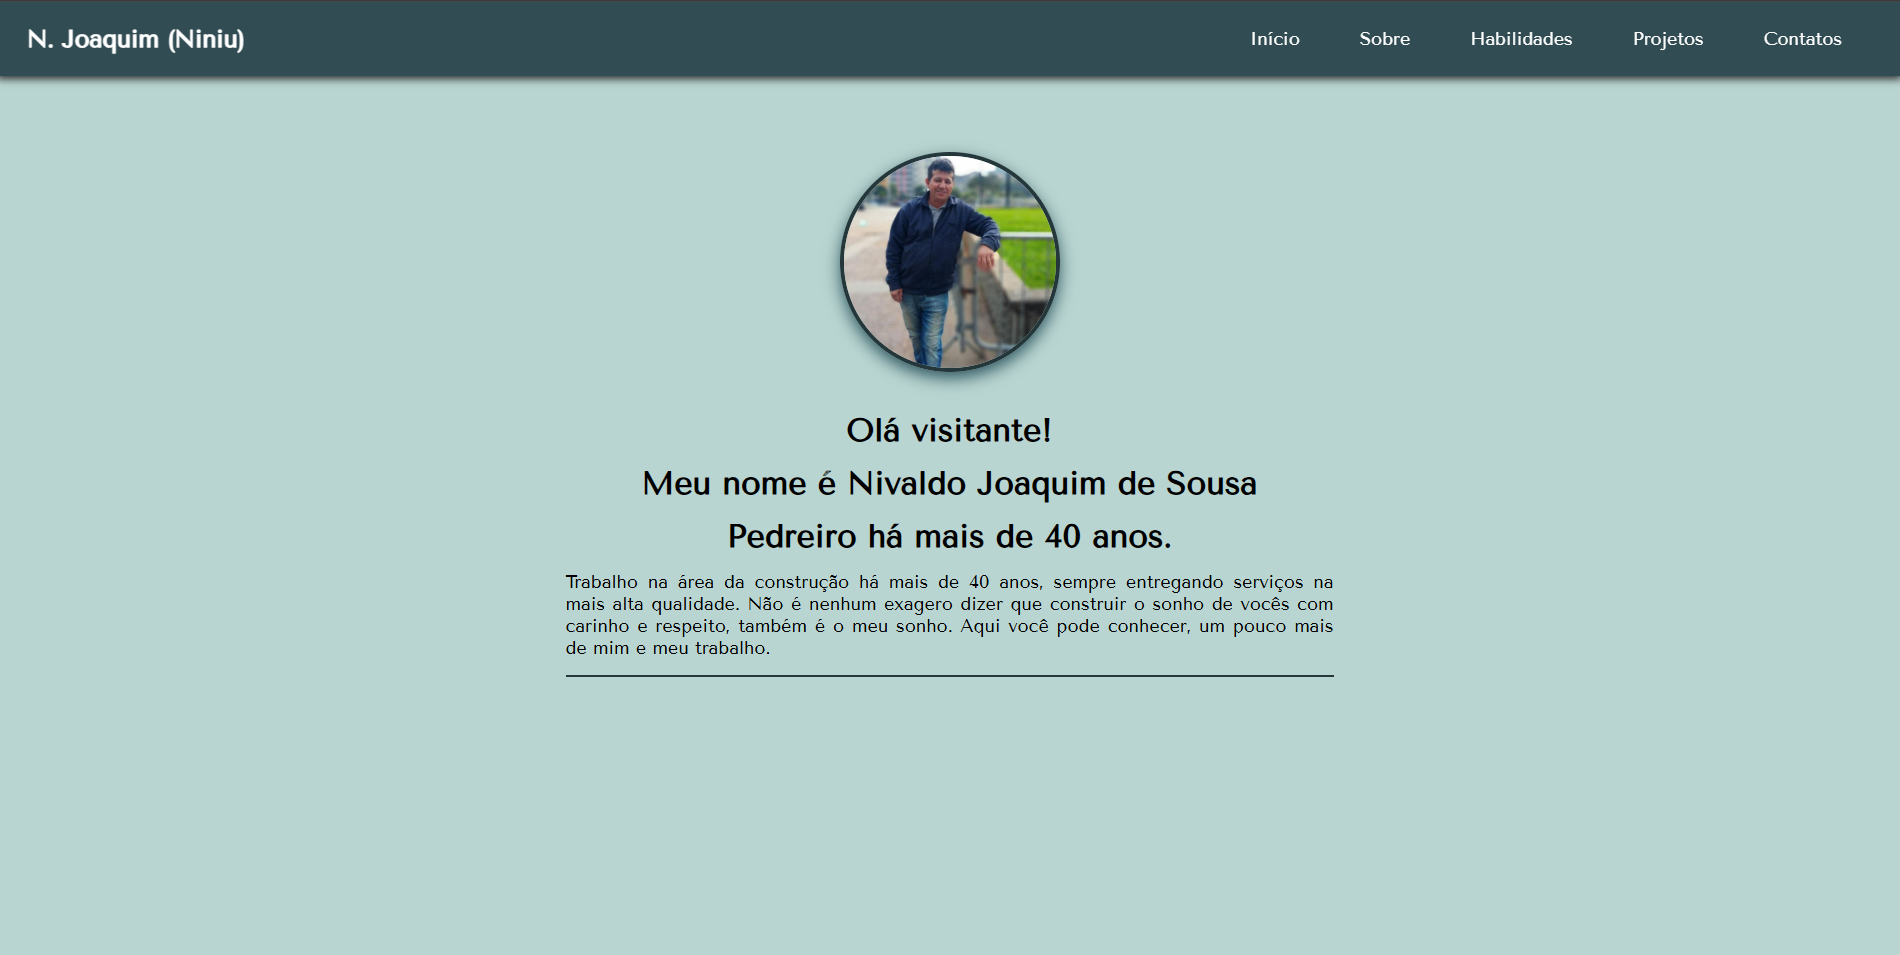 N. Joaquim (Niniu)
Início
Sobre
Habilidades
Projetos
Contatos
Olá visitante!
Meu nome é Nivaldo Joaquim de Sousa
Pedreiro há mais de 40 anos.
Trabalho na área da construção há mais de 40 anos, sempre entregando serviços na
mais alta qualidade. Não é nenhum exagero dizer que construir o sonho de vocês com
carinho e respeito, também é o meu sonho. Aqui você pode conhecer, um pouco mais
de mim e meu trabalho.